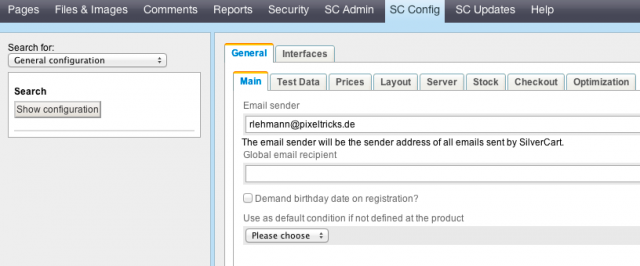 Pages Files & Images Comments Reports Security SC Admin SC Config SC Updates Help
Search for:
General configuration
Search
Show configuration
General Interfaces
Main Test Data Prices Layout Server Stock Checkout Optimization
Email sender
rlehmann@pixeltricks.de
The email sender will be the sender address of all emails sent by SilverCart.
Global email recipient
Demand birthday date on registration?
Use as default condition if not defined at the product
Please choose